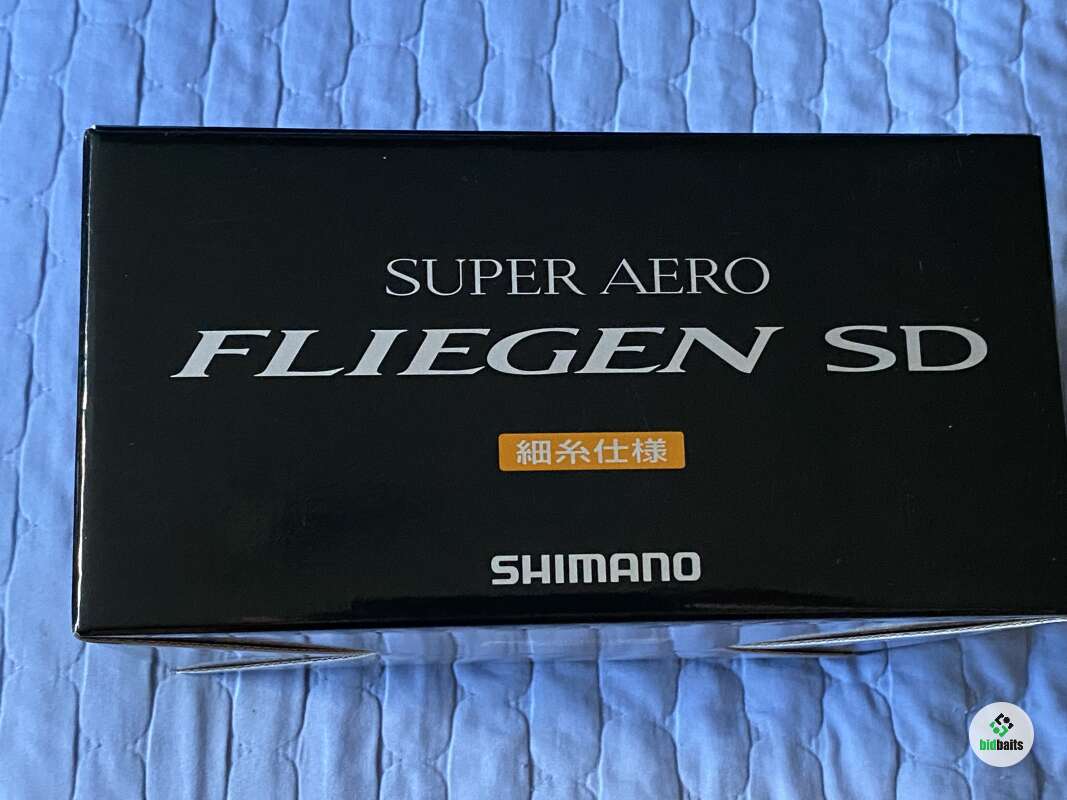 SUPER AERO
FLIEGEN SD
細糸仕様
SHIMANO
bidbaits